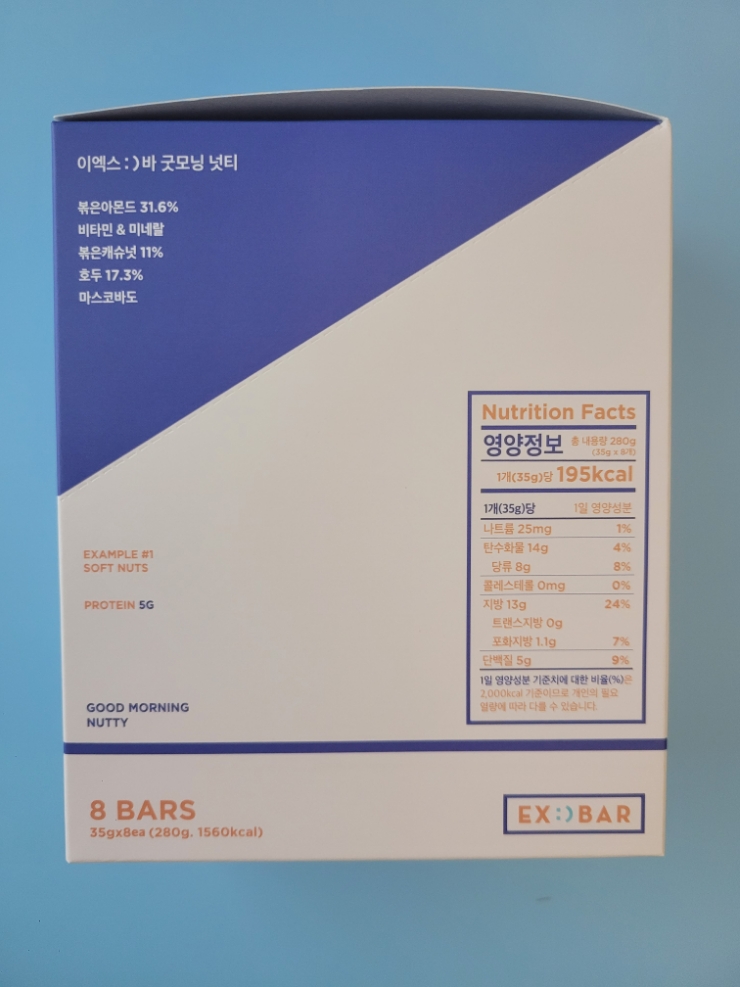 이엑스:)바 굿모닝 넛티
볶은아몬드 31.6%
비타민 & 미네랄
볶은캐슈넛 11%
호두 17.3%
마스코바도
EXAMPLE #1
SOFT NUTS
PROTEIN 5G
GOOD MORNING
NUTTY
8 BARS
35gx8ea (280g. 1560kcal)
Nutrition Facts
영양정보 총 내용량 280g
(35g x 8개)
1개(35g)당 195kcal
1개(35g)당 1일 영양성분
나트륨 25mg 1%
탄수화물 14g 4%
당류 8g 8%
콜레스테롤 0mg 0%
지방 13g 24%
트랜스지방 0g
포화지방 1.1g 7%
단백질 5g 9%
1일 영양성분 기준치에 대한 비율(%)은
2,000kcal 기준이므로 개인의 필요
열량에 따라 다를 수 있습니다.
EX:)BAR